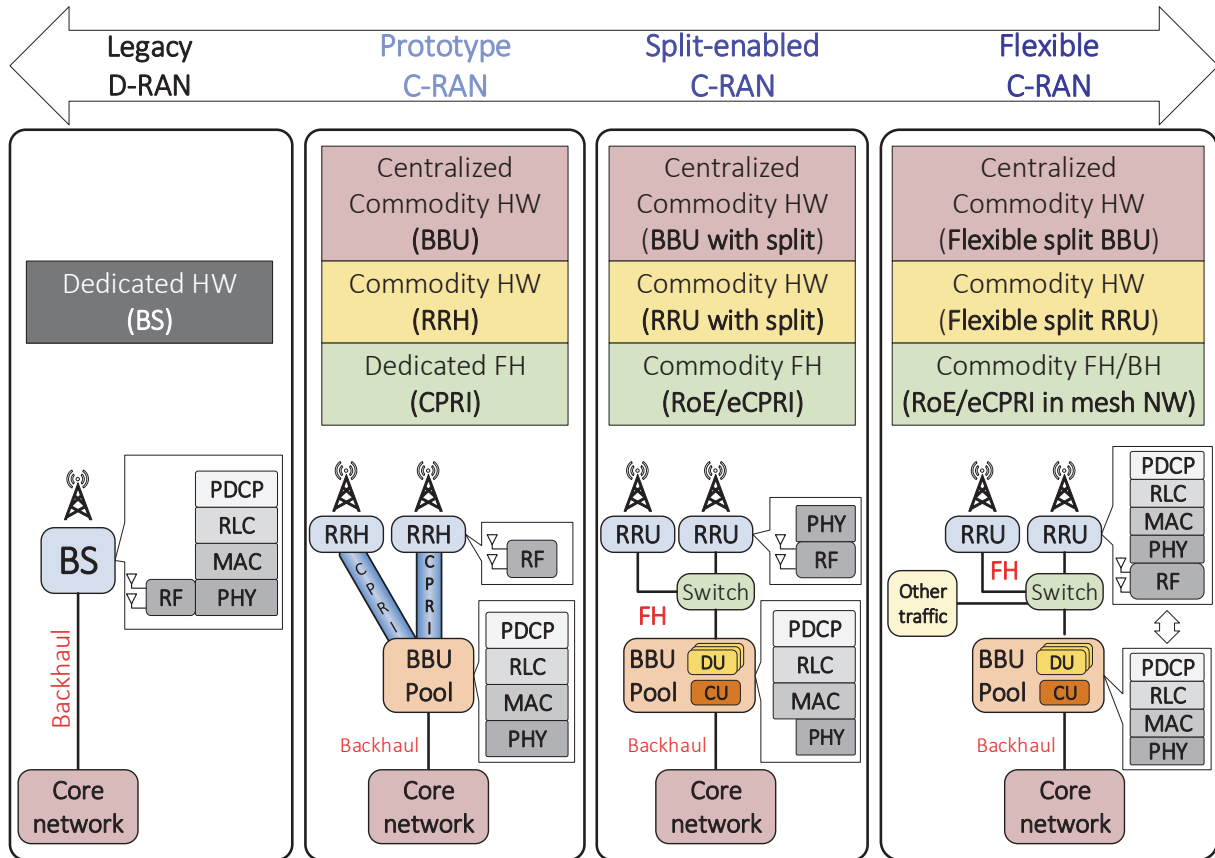 Legacy
D-RAN
Prototype
C-RAN
Split-enabled
C-RAN
Flexible
C-RAN
Dedicated HW
(BS)
PDCP
RLC
MAC
RF
PHY
BS
Backhaul
Core
network
Centralized
Commodity HW
(BBU)
Commodity HW
(RRH)
Dedicated FH
(CPRI)
RRH
RRH
RF
CPRI
CPRI
BBU
Pool
PDCP
RLC
MAC
PHY
Backhaul
Core
network
Centralized
Commodity HW
(BBU with split)
Commodity HW
(RRU with split)
Commodity FH
(RoE/eCPRI)
RRU
RRU
PHY
RF
Switch
FH
BBU
Pool
DU
CU
PDCP
RLC
MAC
PHY
Backhaul
Core
network
Centralized
Commodity HW
(Flexible split BBU)
Commodity HW
(Flexible split RRU)
Commodity FH/BH
(RoE/eCPRI in mesh NW)
RRU
RRU
PDCP
RLC
MAC
PHY
RF
FH
Other
traffic
Switch
BBU
Pool
DU
CU
PDCP
RLC
MAC
PHY
Backhaul
Core
network